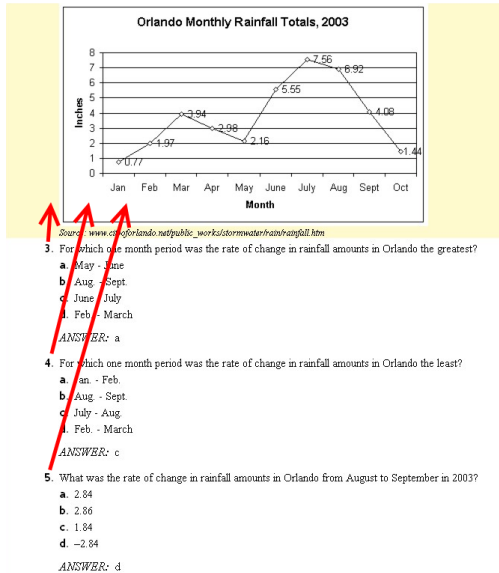 Orlando Monthly Rainfall Totals, 2003
8
7
6
5
4
3
2
1
0
Inches
0.77
1.97
3.94
2.98
2.16
5.55
7.56
6.92
4.08
1.44
Jan Feb Mar Apr May June July Aug Sept Oct
Month
Source: www.cityoforlando.net/public_works/stormwater/rain/rainfall.htm
3. For which one month period was the rate of change in rainfall amounts in Orlando the greatest?
a. May - June
b. Aug. - Sept.
c. June - July
d. Feb. - March
ANSWER: a
4. For which one month period was the rate of change in rainfall amounts in Orlando the least?
a. Jan. - Feb.
b. Aug. - Sept.
c. July - Aug.
d. Feb. - March
ANSWER: c
5. What was the rate of change in rainfall amounts in Orlando from August to September in 2003?
a. 2.84
b. 2.86
c. 1.84
d. –2.84
ANSWER: d